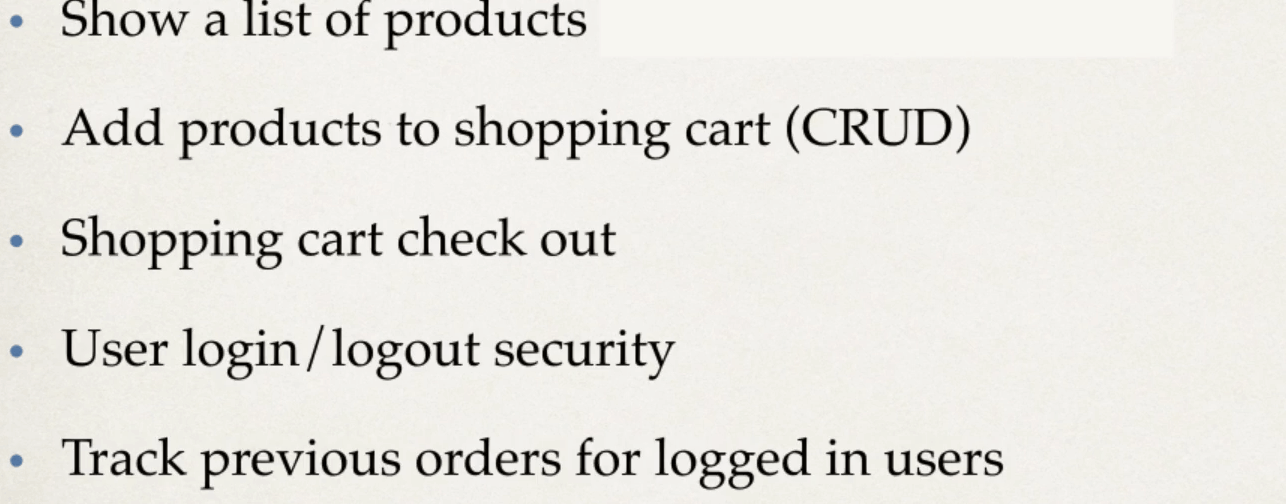 • Show a list of products
• Add products to shopping cart (CRUD)
• Shopping cart check out
• User login/logout security
• Track previous orders for logged in users